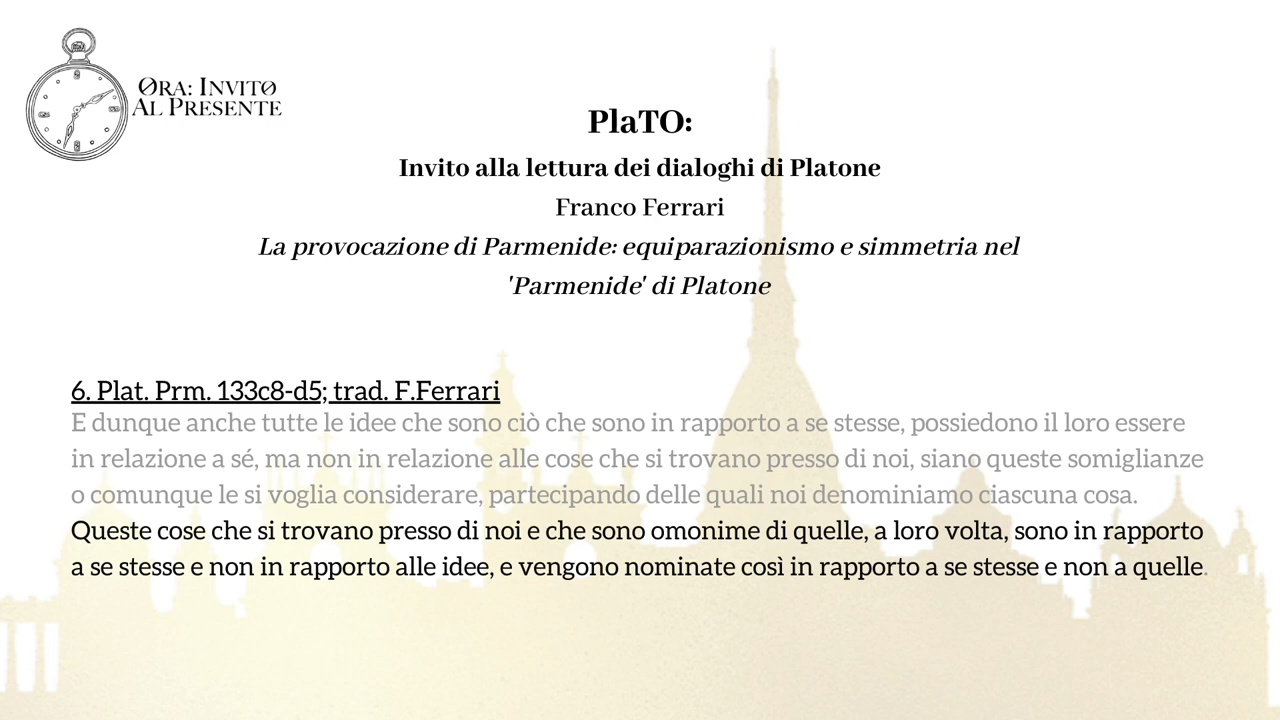 ØRA: INVITØ
AL PRESENTE
PlaTO:
Invito alla lettura dei dialoghi di Platone
Franco Ferrari
La provocazione di Parmenide: equiparazionismo e simmetria nel
'Parmenide' di Platone
6. Plat. Prm. 133c8-d5; trad. F.Ferrari
E dunque anche tutte le idee che sono ciò che sono in rapporto a se stesse, possiedono il loro essere
in relazione a sé, ma non in relazione alle cose che si trovano presso di noi, siano queste somiglianze
o comunque le si voglia considerare, partecipando delle quali noi denominiamo ciascuna cosa.
Queste cose che si trovano presso di noi e che sono omonime di quelle, a loro volta, sono in rapporto
a se stesse e non in rapporto alle idee, e vengono nominate così in rapporto a se stesse e non a quelle.